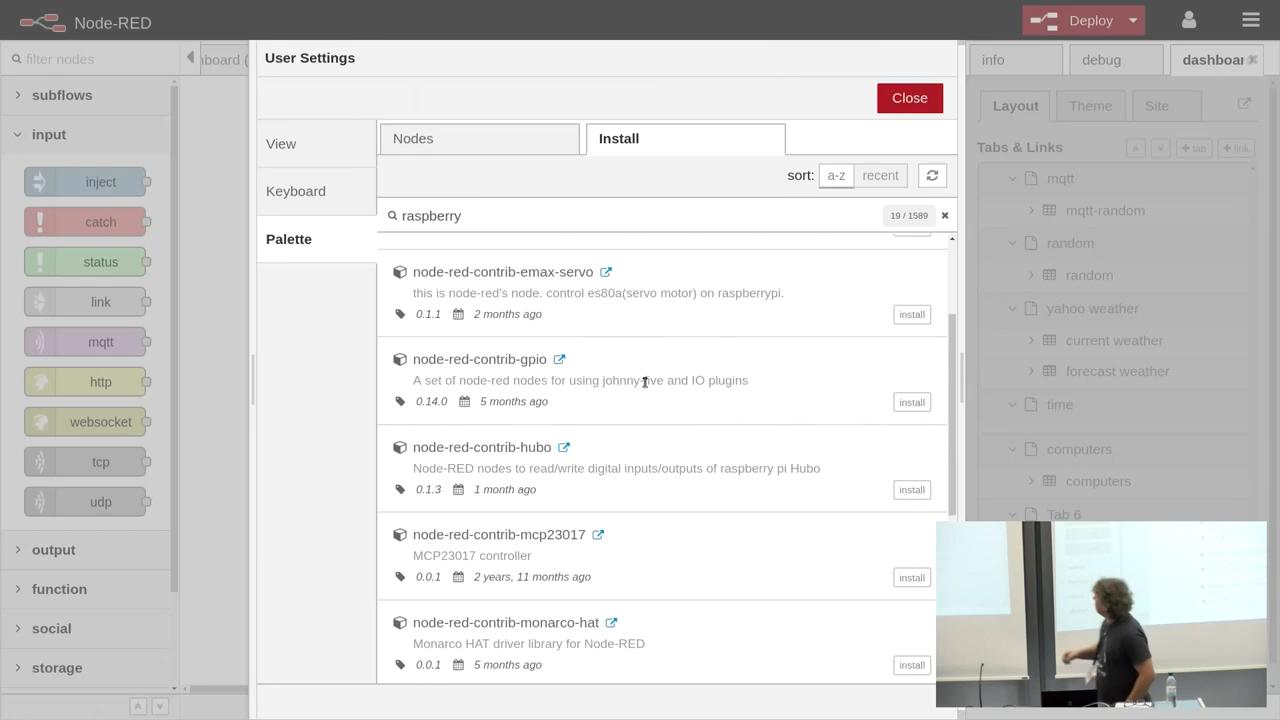 Node-RED
Deploy
filter nodes
board (
User Settings
info
debug
dashboar
Close
subflows
View
Nodes
Install
Layout
Theme
Site
input
Tabs & Links
tab
link
sort:
a-z
recent
inject
Keyboard
mqtt
catch
raspberry
19 / 1589
mqtt-random
status
Palette
random
link
node-red-contrib-emax-servo
random
this is node-red's node. control es80a(servo motor) on raspberrypi.
0.1.1
2 months ago
install
yahoo weather
mqtt
current weather
http
node-red-contrib-gpio
forecast weather
A set of node-red nodes for using johnny-five and IO plugins
websocket
0.14.0
5 months ago
install
time
tcp
node-red-contrib-hubo
computers
Node-RED nodes to read/write digital inputs/outputs of raspberry pi Hubo
computers
udp
0.1.3
1 month ago
install
Tab 6
output
node-red-contrib-mcp23017
MCP23017 controller
function
0.0.1
2 years, 11 months ago
install
social
node-red-contrib-monarco-hat
Monarco HAT driver library for Node-RED
storage
0.0.1
5 months ago
install